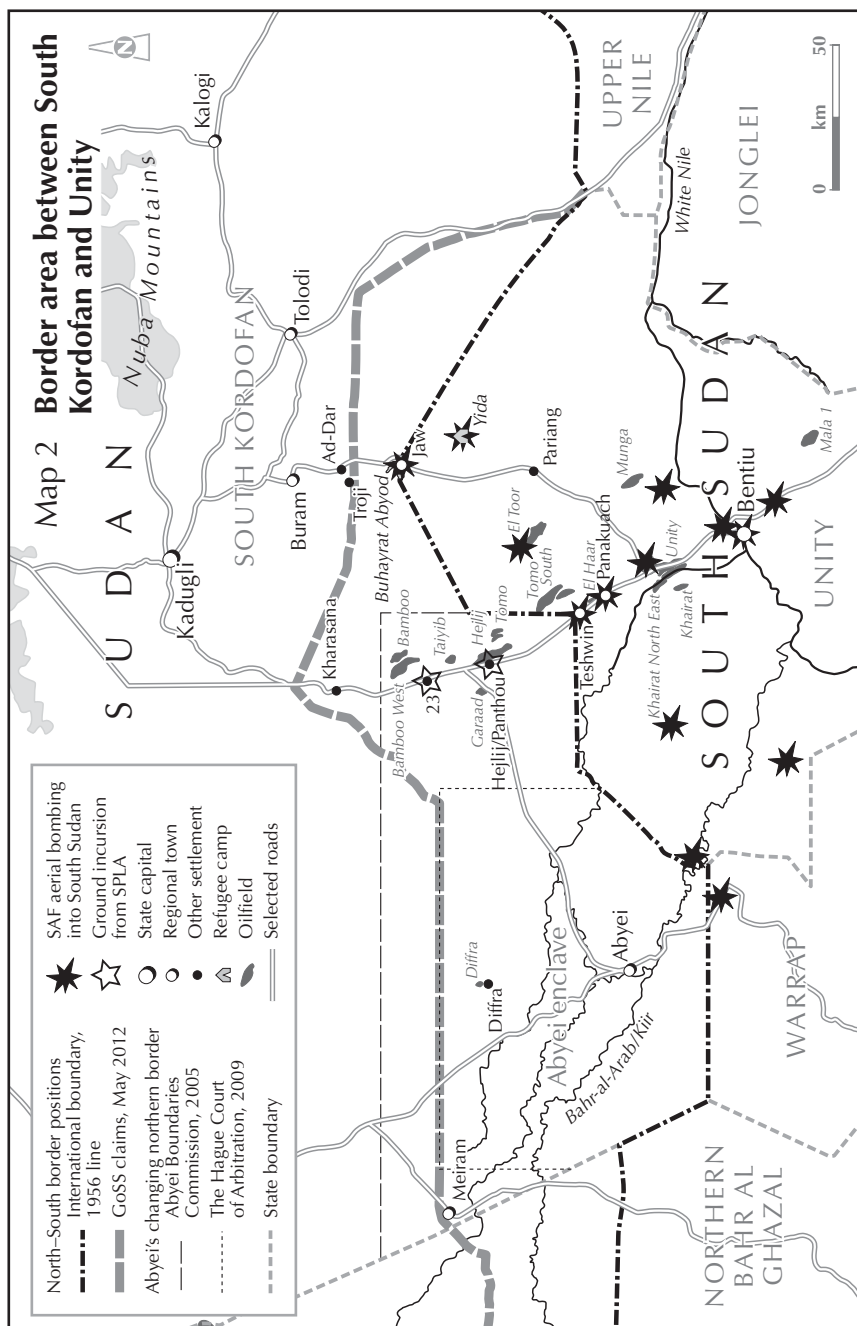 Map 2 Border area between South
Kordofan and Unity
North–South border positions
International boundary,
1956 line
GoSS claims, May 2012
Abyei's changing northern border
Abyei Boundaries
Commission, 2005
The Hague Court
of Arbitration, 2009
State boundary
SAF aerial bombing
into South Sudan
Ground incursion
from SPLA
State capital
Regional town
Other settlement
Refugee camp
Oilfield
Selected roads
N
SUDAN
Nuba Mountains
Kalogi
Kadugli
SOUTH KORDOFAN
Tolodi
Buram
Ad-Dar
Troji
Kharasana
Buhayrat Abyod
Jaw
Yida
Meiram
Bamboo West
Bamboo
23
Taiyib
Garaad
Hejlij
Hejlij/Panthou
Tomo
Diffra
Diffra
Tomo
South
El Toor
Pariang
Teshwin
El Haar
Panakuach
Munga
Abyei enclave
Abyei
Bahr-al-Arab/Kiir
Khairat North East
Unity
Khairat
UPPER
NILE
White Nile
JONGLEI
SOUTH SUDAN
Bentiu
Mala 1
UNITY
WARRAP
NORTHERN
BAHR AL
GHAZAL
0 km 50